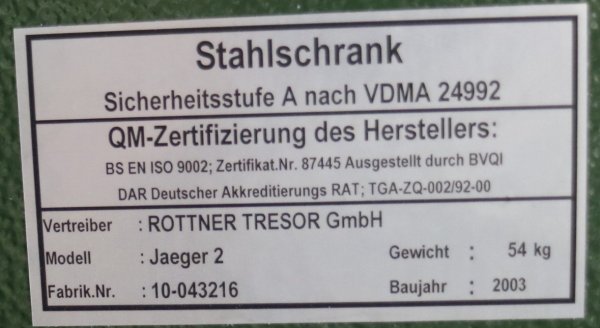 Stahlschrank
Sicherheitsstufe A nach VDMA 24992
QM-Zertifizierung des Herstellers:
BS EN ISO 9002; Zertifikat.Nr. 87445 Ausgestellt durch BVQI
DAR Deutscher Akkreditierungs RAT; TGA-ZQ-002/92-00
Vertreiber : ROTTNER TRESOR GmbH
Modell : Jaeger 2 Gewicht : 54 kg
Fabrik.Nr. : 10-043216 Baujahr : 2003